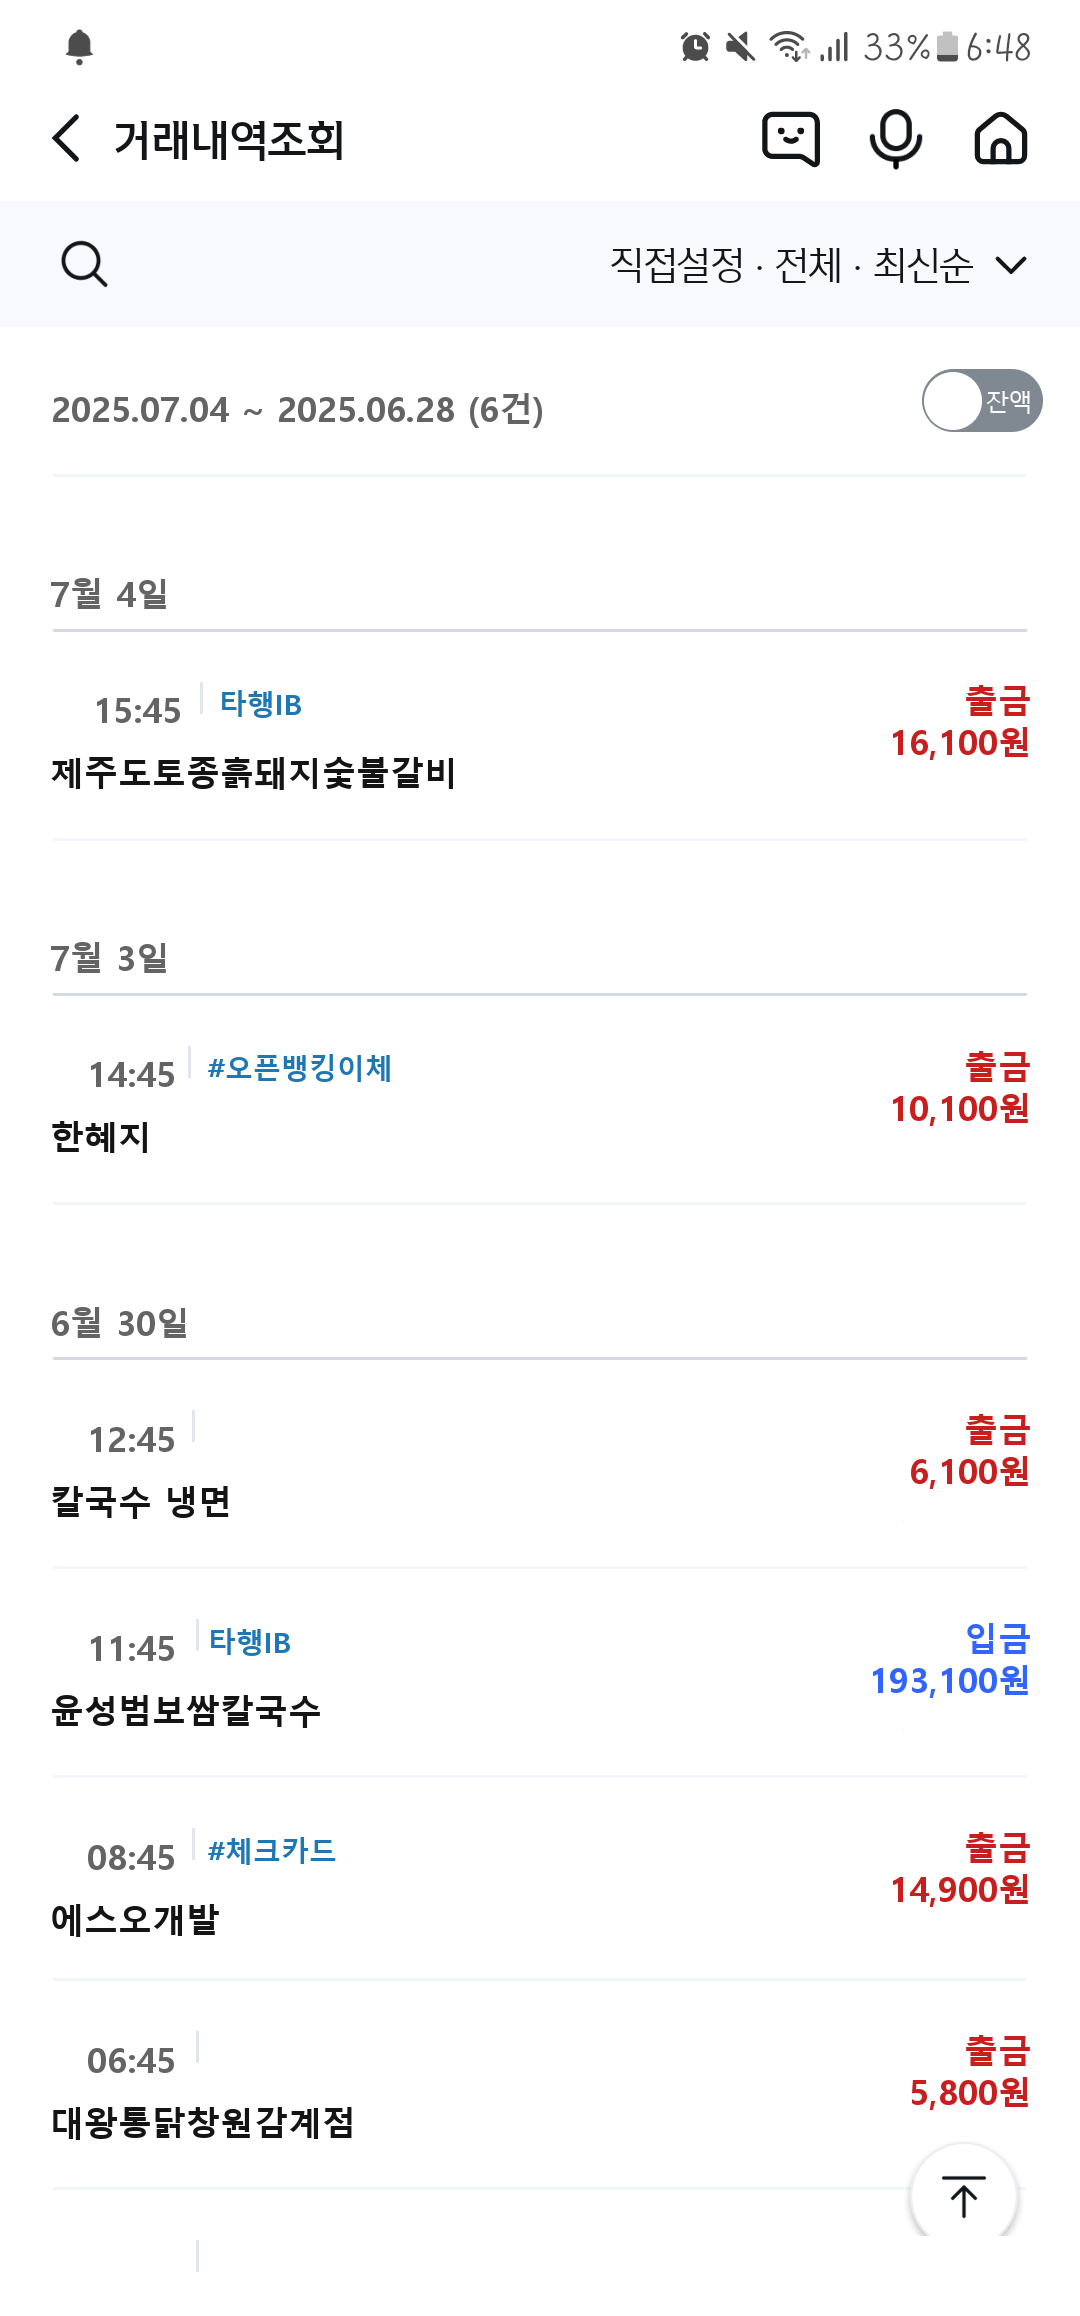 33% 6:48
거래내역조회
직접설정 · 전체 · 최신순
2025.07.04 ~ 2025.06.28 (6건)
잔액
7월 4일
15:45 타행IB
출금
16,100원
제주도토종흙돼지숯불갈비
7월 3일
14:45 #오픈뱅킹이체
출금
10,100원
한혜지
6월 30일
12:45
출금
6,100원
칼국수 냉면
11:45 타행IB
입금
193,100원
윤성범보쌈칼국수
08:45 #체크카드
출금
14,900원
에스오개발
06:45
출금
5,800원
대왕통닭창원감계점